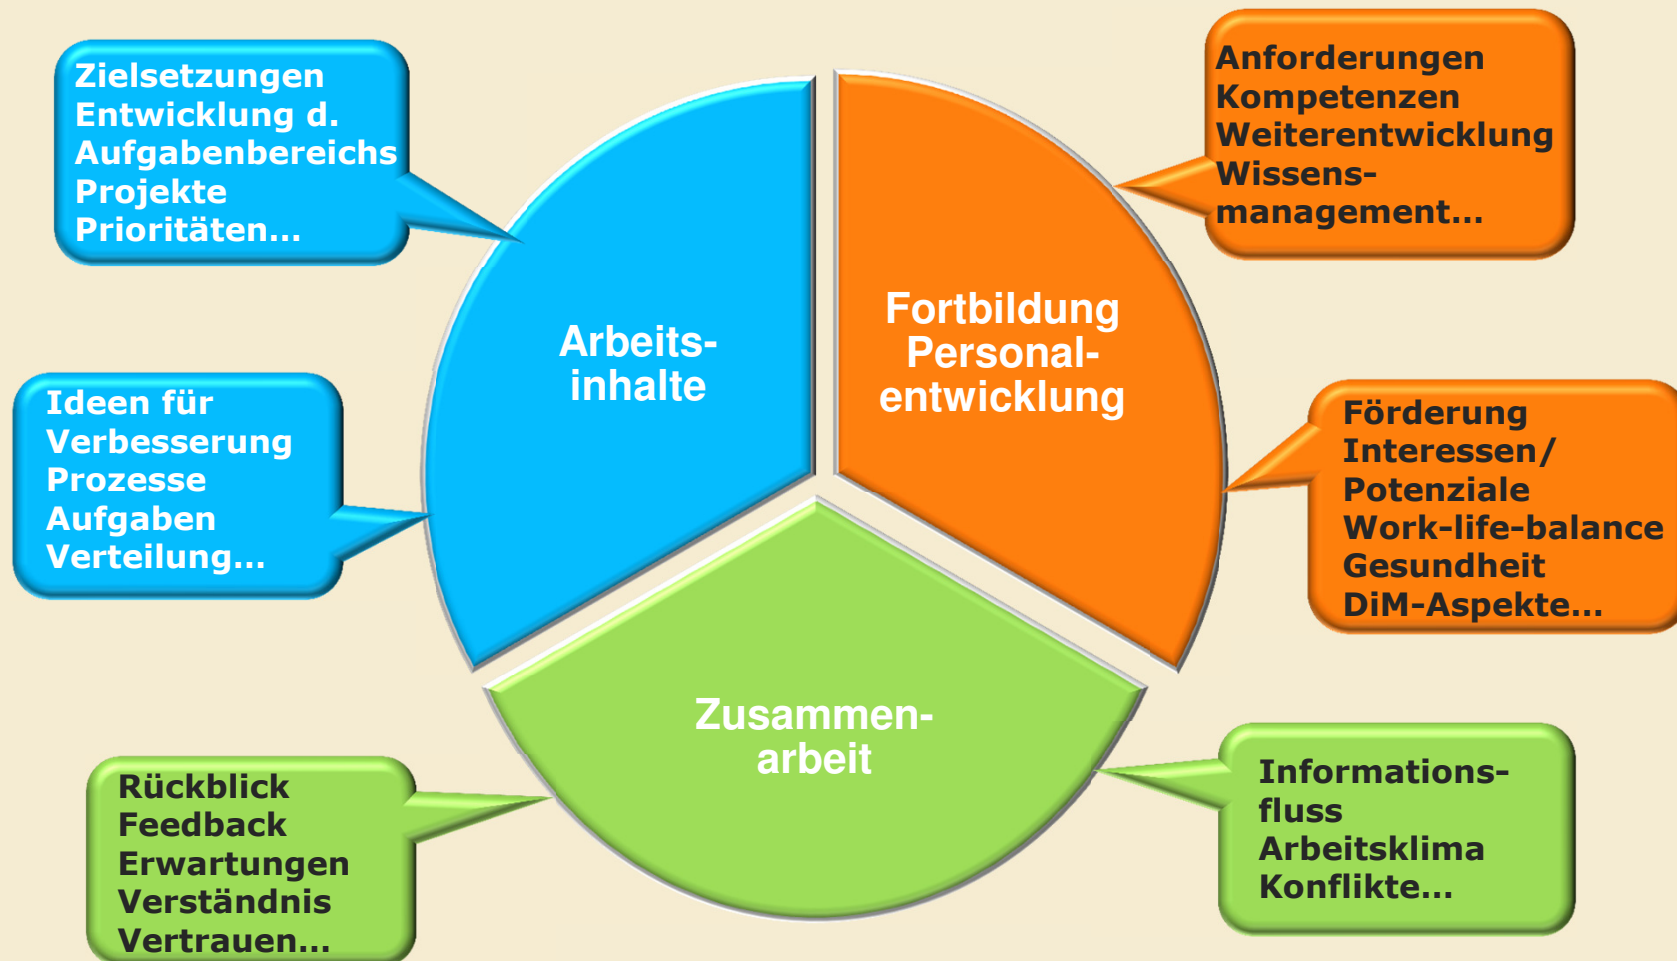 Zielsetzungen
Entwicklung d.
Aufgabenbereichs
Projekte
Prioritäten...
Anforderungen
Kompetenzen
Weiterentwicklung
Wissens-
management...
Arbeits-
inhalte
Fortbildung
Personal-
entwicklung
Ideen für
Verbesserung
Prozesse
Aufgaben
Verteilung...
Förderung
Interessen/
Potenziale
Work-life-balance
Gesundheit
DiM-Aspekte...
Zusammen-
arbeit
Rückblick
Feedback
Erwartungen
Verständnis
Vertrauen...
Informations-
fluss
Arbeitsklima
Konflikte...